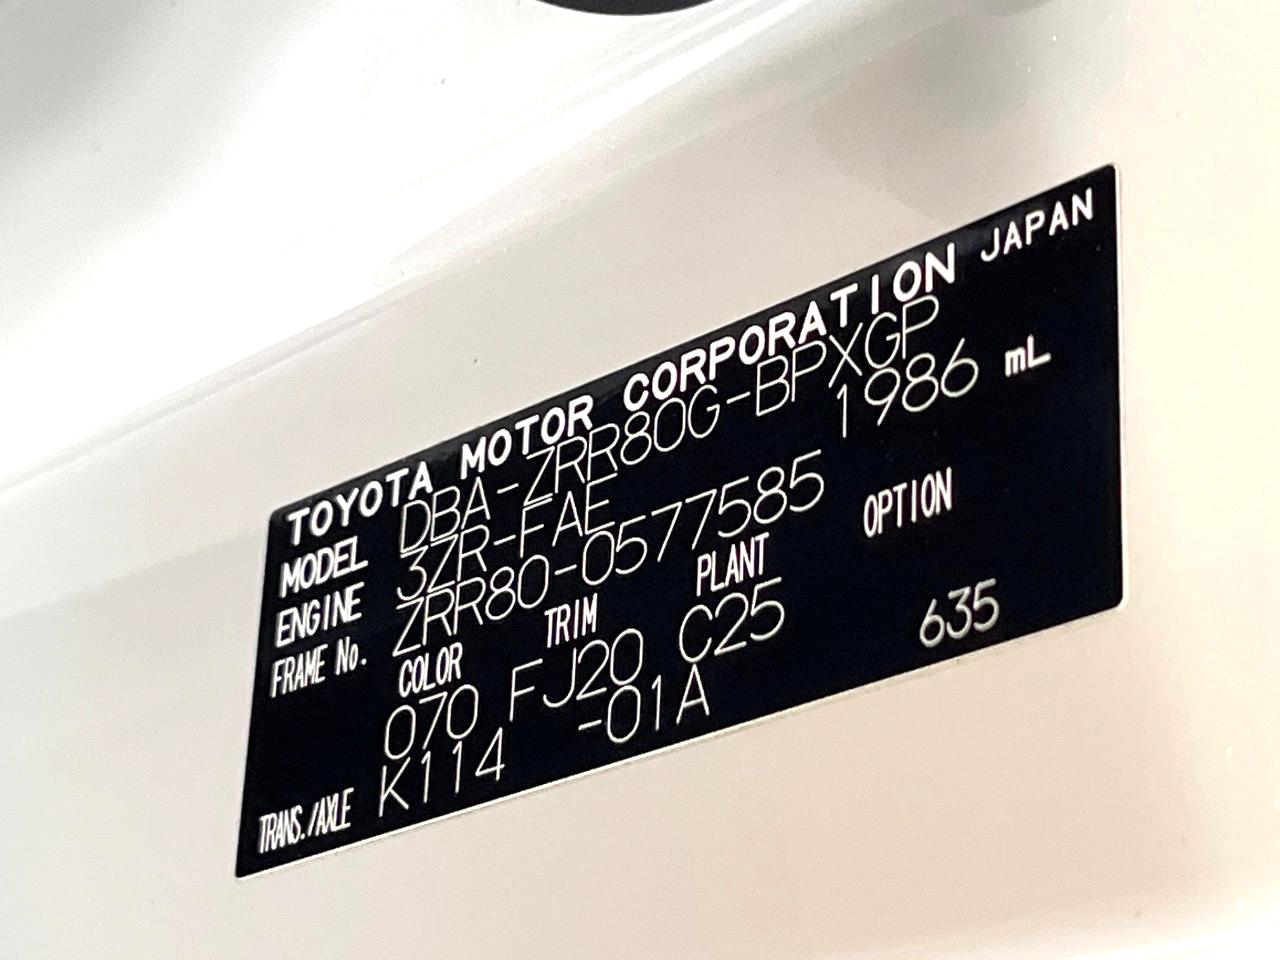 TOYOTA MOTOR CORPORATION JAPAN
MODEL DBA-ZRR80G-BPXGP
ENGINE 3ZR-FAE 1986 mL
FRAME No. ZRR80-0577585
COLOR TRIM PLANT OPTION
070 FJ20 C25 635
TRANS./AXLE K114 -01A